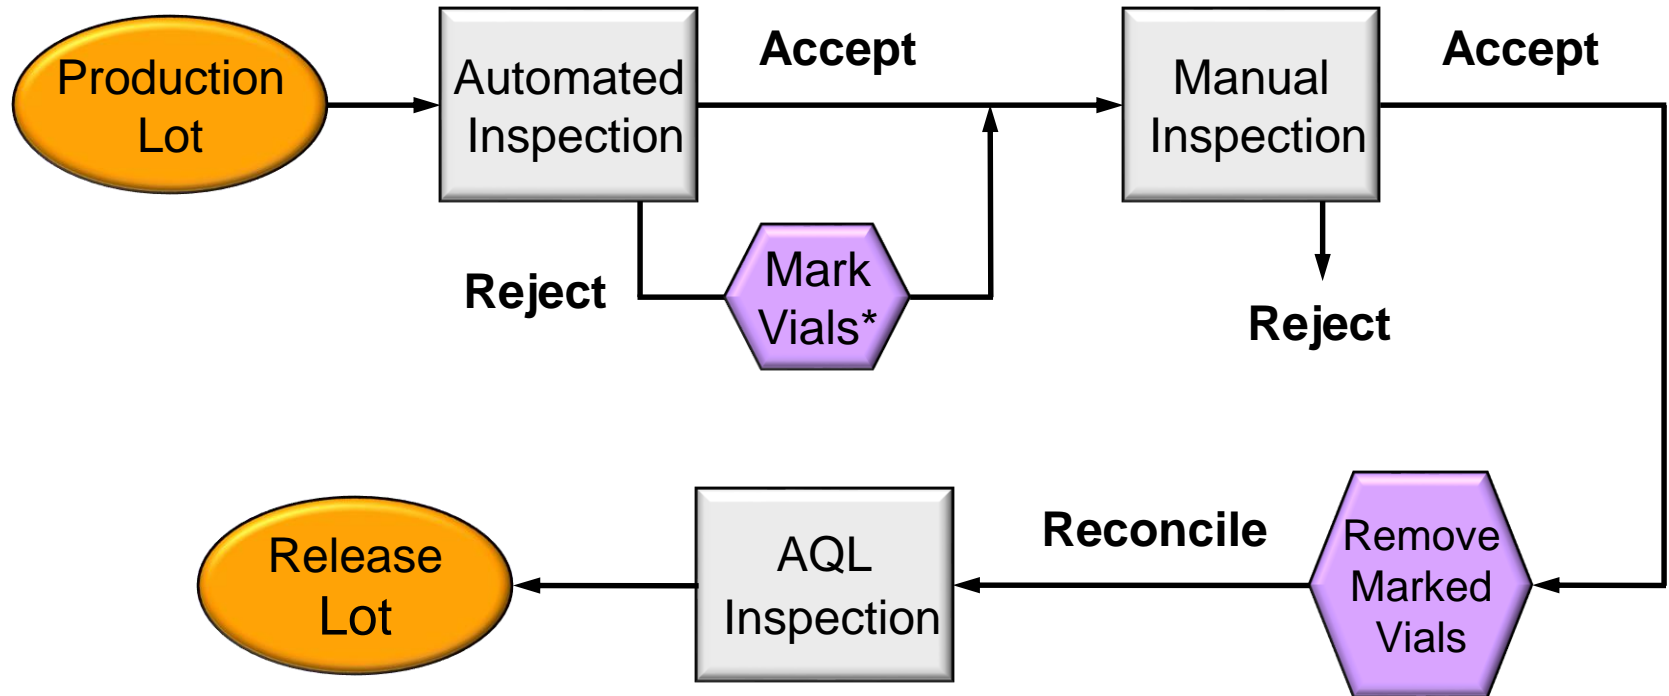 Production
Lot
Automated
Inspection
Accept
Manual
Inspection
Accept
Reject
Mark
Vials*
Reject
Release
Lot
AQL
Inspection
Reconcile
Remove
Marked
Vials